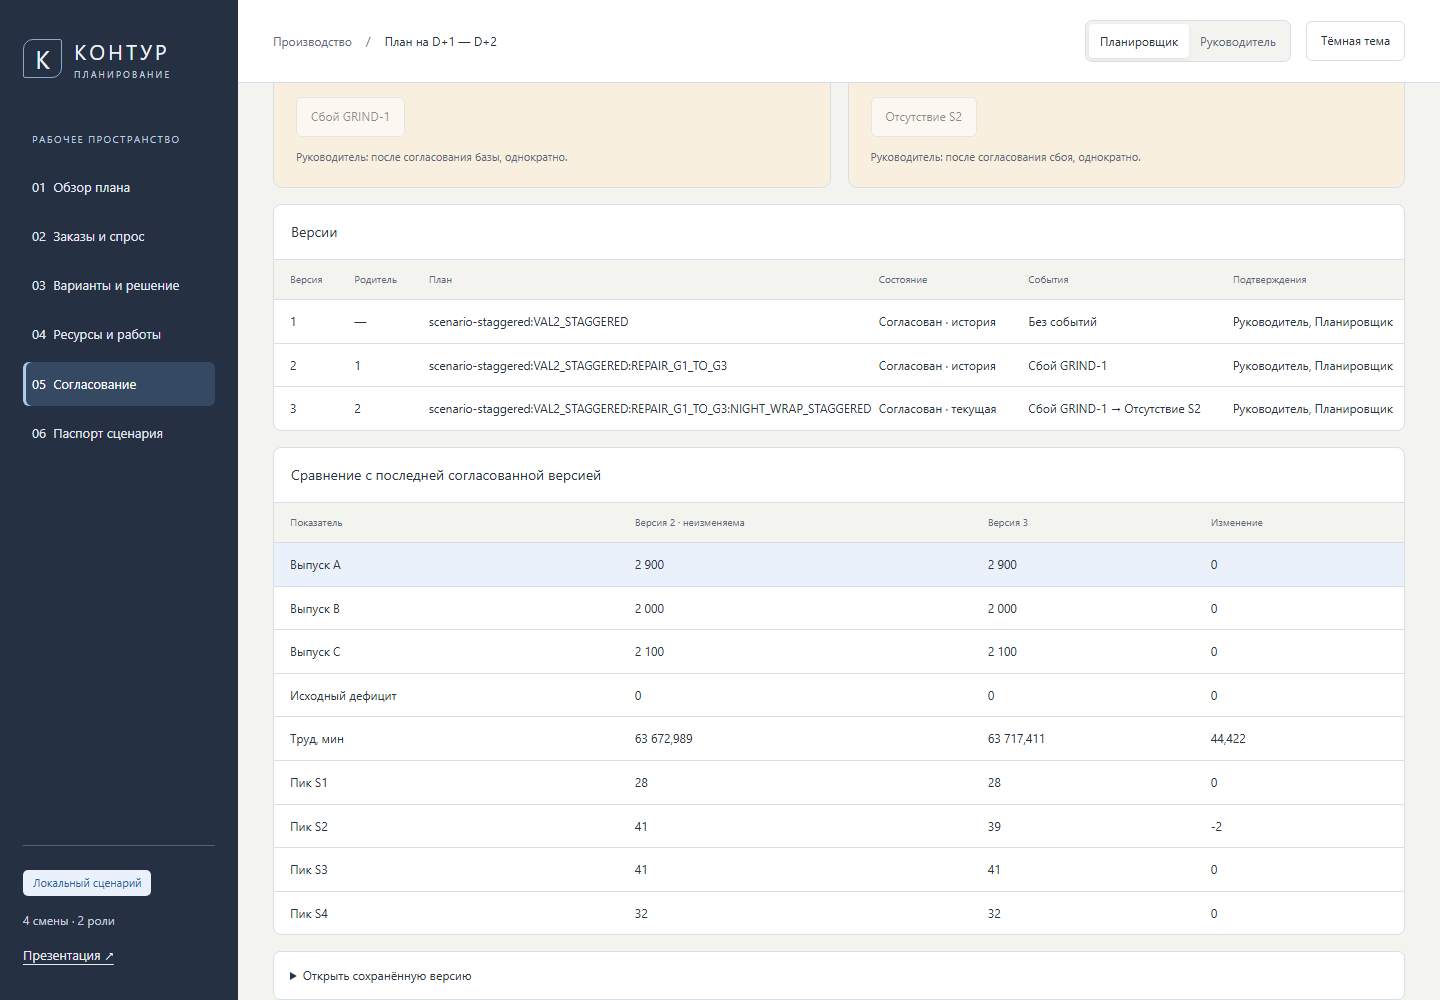 К КОНТУР
ПЛАНИРОВАНИЕ
РАБОЧЕЕ ПРОСТРАНСТВО
01 Обзор плана
02 Заказы и спрос
03 Варианты и решение
04 Ресурсы и работы
05 Согласование
06 Паспорт сценария
Локальный сценарий
4 смены · 2 роли
Презентация ↗
Производство / План на D+1 — D+2
Планировщик Руководитель Тёмная тема
Сбой GRIND-1
Руководитель: после согласования базы, однократно.
Отсутствие S2
Руководитель: после согласования сбоя, однократно.
Версии
Версия Родитель План Состояние События Подтверждения
1 — scenario-staggered:VAL2_STAGGERED Согласован · история Без событий Руководитель, Планировщик
2 1 scenario-staggered:VAL2_STAGGERED:REPAIR_G1_TO_G3 Согласован · история Сбой GRIND-1 Руководитель, Планировщик
3 2 scenario-staggered:VAL2_STAGGERED:REPAIR_G1_TO_G3:NIGHT_WRAP_STAGGERED Согласован · текущая Сбой GRIND-1 → Отсутствие S2 Руководитель, Планировщик
Сравнение с последней согласованной версией
Показатель Версия 2 · неизменяема Версия 3 Изменение
Выпуск A 2 900 2 900 0
Выпуск B 2 000 2 000 0
Выпуск C 2 100 2 100 0
Исходный дефицит 0 0 0
Труд, мин 63 672,989 63 717,411 44,422
Пик S1 28 28 0
Пик S2 41 39 -2
Пик S3 41 41 0
Пик S4 32 32 0
▶ Открыть сохранённую версию